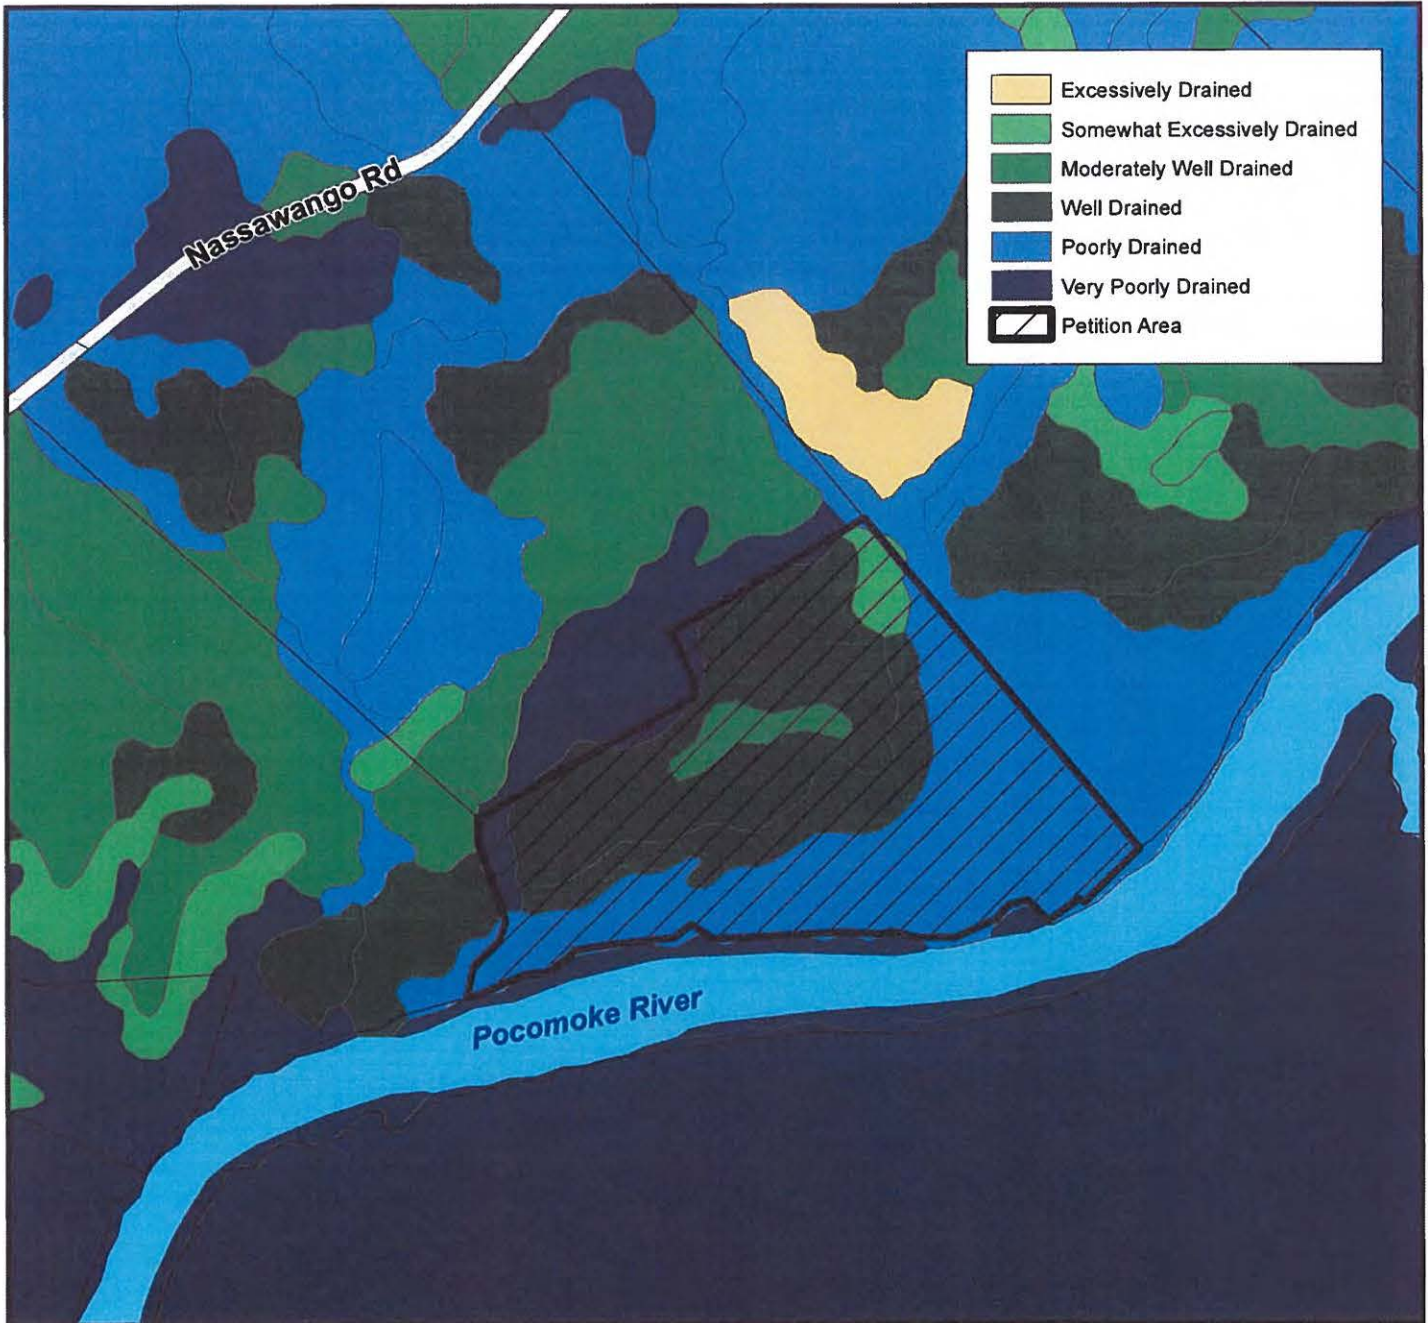 Excessively Drained
Somewhat Excessively Drained
Moderately Well Drained
Well Drained
Poorly Drained
Very Poorly Drained
Petition Area
Nassawango Rd
Pocomoke River